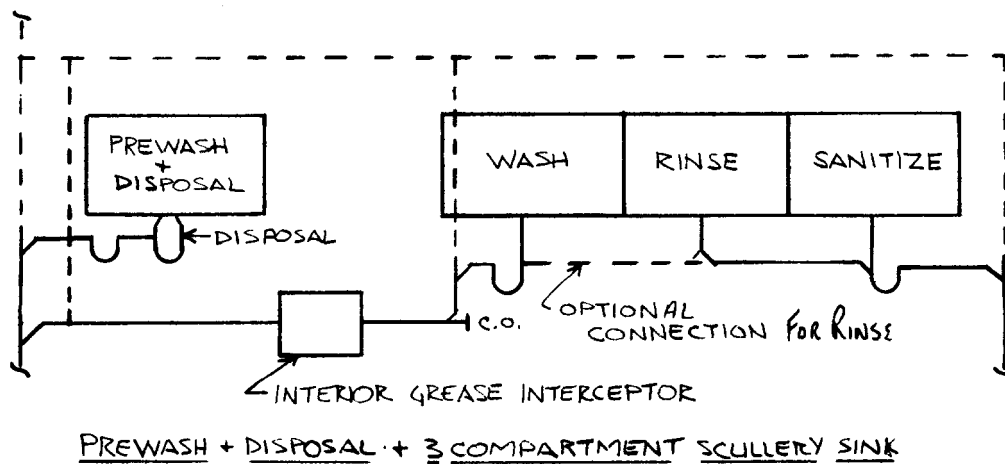 PREWASH
+
DISPOSAL
WASH
RINSE
SANITIZE
DISPOSAL
C.O.
OPTIONAL
CONNECTION FOR RINSE
INTERIOR GREASE INTERCEPTOR
PREWASH + DISPOSAL + 3 COMPARTMENT SCULLERY SINK